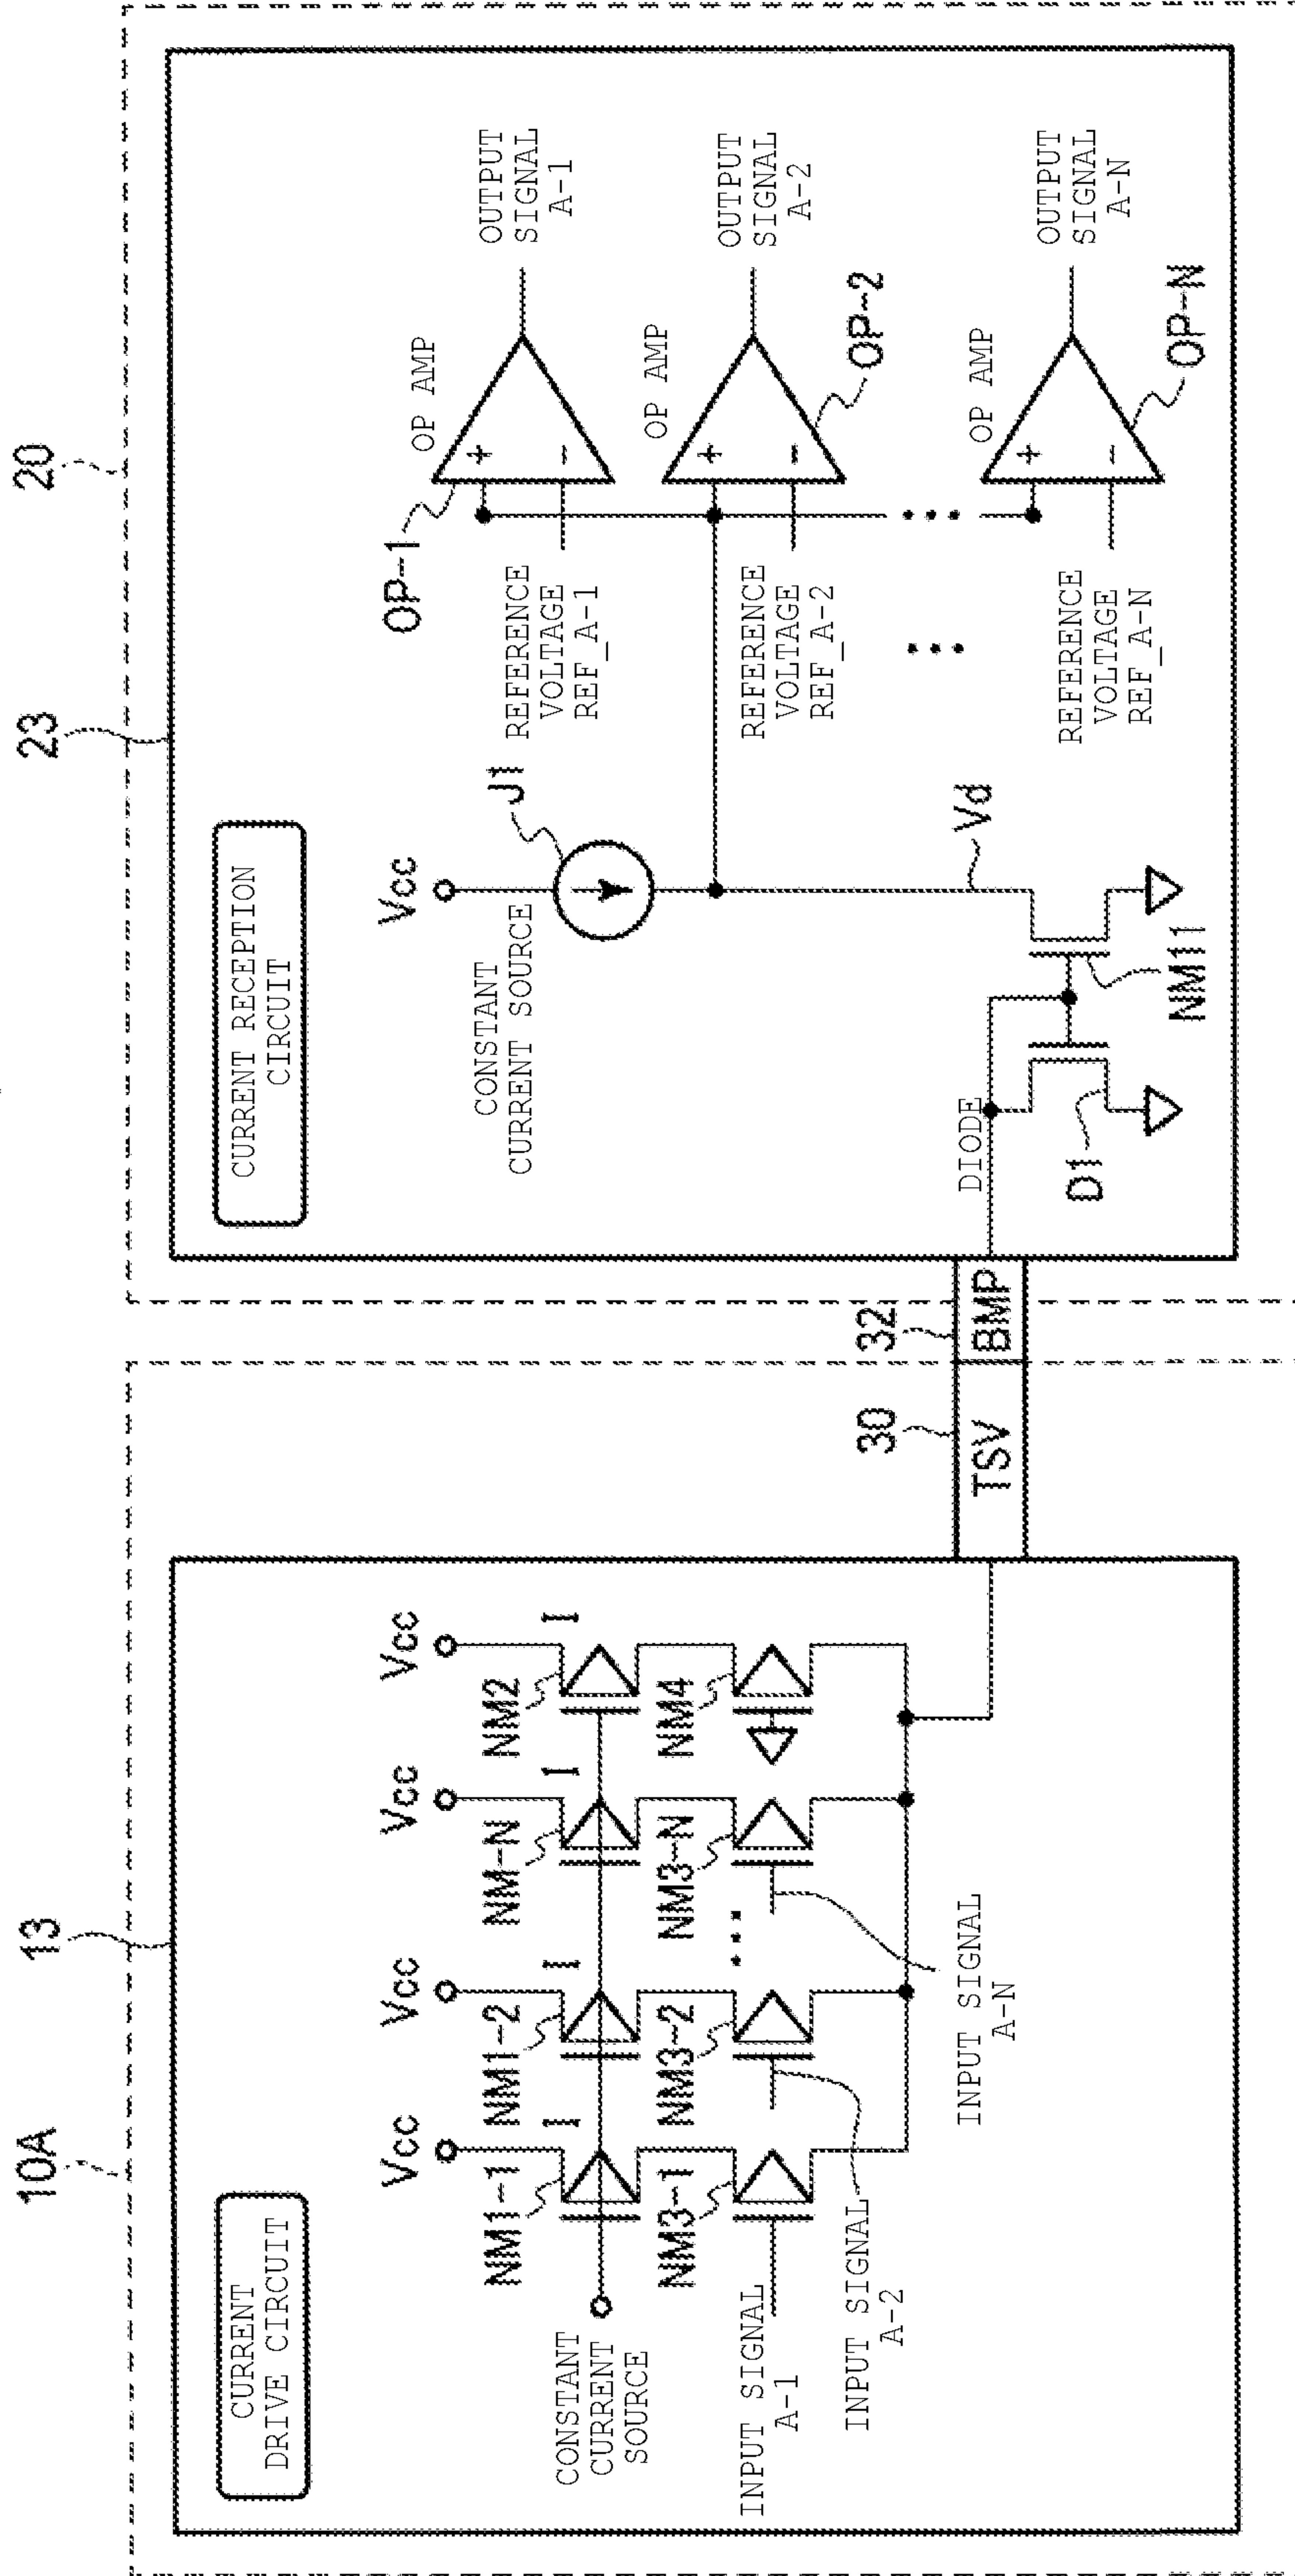 10A
13
CURRENT
DRIVE CIRCUIT
Vcc
Vcc
Vcc
Vcc
NM1-1
I
NM1-2
I
NM-N
I
NM2
I
CONSTANT
CURRENT
SOURCE
NM3-1
NM3-2
...
NM3-N
NM4
INPUT SIGNAL
A-1
INPUT SIGNAL
A-2
INPUT SIGNAL
A-N
30
TSV
32
BMP
20
23
CURRENT RECEPTION
CIRCUIT
Vcc
J1
CONSTANT
CURRENT SOURCE
DIODE
D1
NM11
Vd
OP-1
OP AMP
+
-
REFERENCE
VOLTAGE
REF_A-1
OUTPUT
SIGNAL
A-1
OP AMP
+
-
OP-2
REFERENCE
VOLTAGE
REF_A-2
OUTPUT
SIGNAL
A-2
...
...
OP AMP
+
-
OP-N
REFERENCE
VOLTAGE
REF_A-N
OUTPUT
SIGNAL
A-N